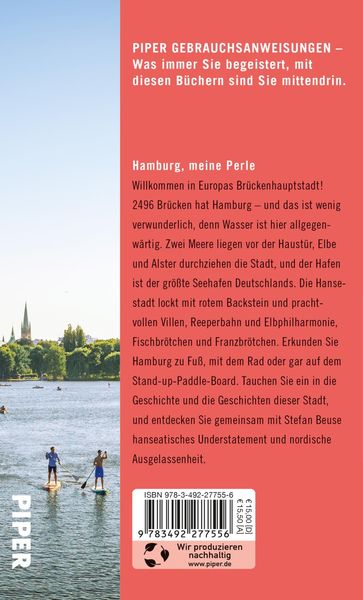 PIPER GEBRAUCHSANWEISUNGEN –
Was immer Sie begeistert, mit
diesen Büchern sind Sie mittendrin.
Hamburg, meine Perle
Willkommen in Europas Brückenhauptstadt!
2496 Brücken hat Hamburg – und das ist wenig
verwunderlich, denn Wasser ist hier allgegen-
wärtig. Zwei Meere liegen vor der Haustür, Elbe
und Alster durchziehen die Stadt, und der Hafen
ist der größte Seehafen Deutschlands. Die Hanse-
stadt lockt mit rotem Backstein und pracht-
vollen Villen, Reeperbahn und Elbphilharmonie,
Fischbrötchen und Franzbrötchen. Erkunden Sie
Hamburg zu Fuß, mit dem Rad oder gar auf dem
Stand-up-Paddle-Board. Tauchen Sie ein in die
Geschichte und die Geschichten dieser Stadt,
und entdecken Sie gemeinsam mit Stefan Beuse
hanseatisches Understatement und nordische
Ausgelassenheit.
PIPER
ISBN 978-3-492-27755-6
9 783492 277556
€ 15,00 [D]
€ 15,50 [A]
Wir produzieren
nachhaltig
www.piper.de